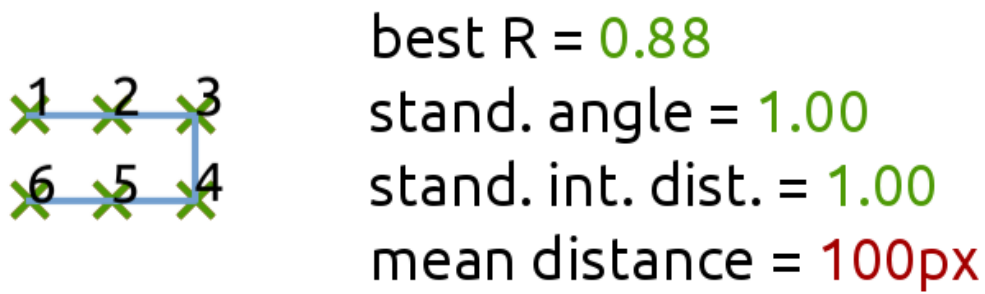 1 2 3
6 5 4
best R = 0.88
stand. angle = 1.00
stand. int. dist. = 1.00
mean distance = 100px